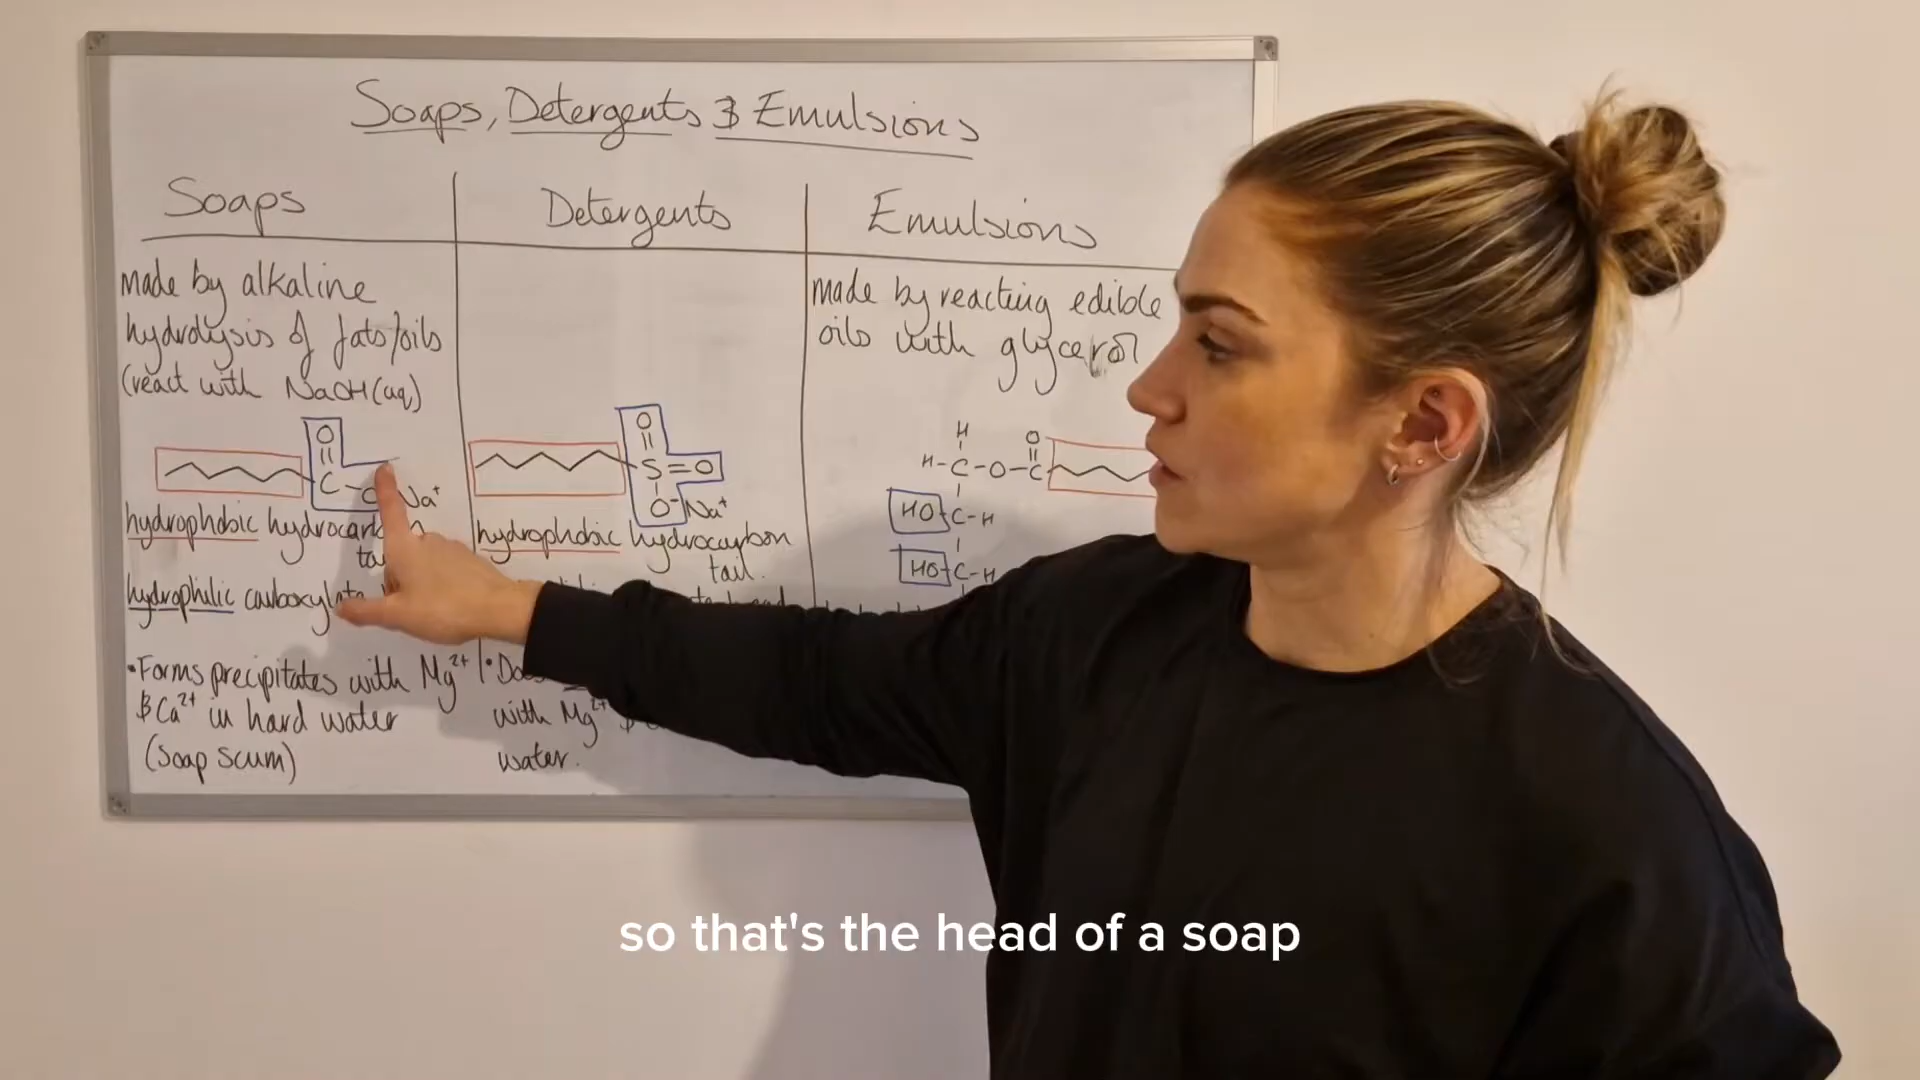 Soaps, Detergents & Emulsions
Soaps
made by alkaline
hydrolysis of fats/oils
(react with NaOH(aq)
O
C
Na⁺
hydrophobic hydrocarbon
hydrophilic carboxylate
•Forms precipitates with Mg²⁺
& Ca²⁺ in hard water
(soap scum)
Detergents
O
S=O
O⁻Na⁺
hydrophobic hydrocarbon
tail.
head
with Mg²⁺ &
water.
Emulsions
made by reacting edible
oils with glycerol
H O
H-C-O-C
HO-C-H
HO-C-H
so that's the head of a soap